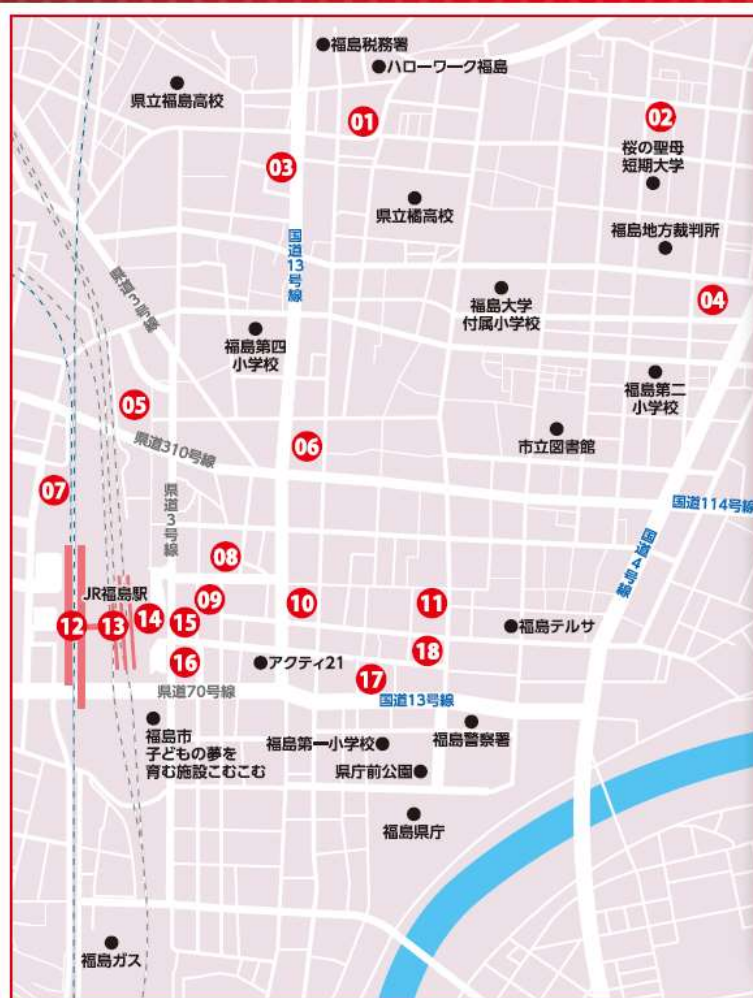 福島税務署
ハローワーク福島
県立福島高校
01
02
桜の聖母
短期大学
03
県立橘高校
福島地方裁判所
国道13号線
県道3号線
04
福島大学
付属小学校
福島第四
小学校
福島第二
小学校
05
06
市立図書館
県道310号線
07
県道3号線
国道114号線
国道4号線
08
JR福島駅
09
10
11
12
13
14
15
福島テルサ
18
16
アクティ21
17
県道70号線
国道13号線
福島市
子どもの夢を
育む施設こむこむ
福島第一小学校
福島警察署
県庁前公園
福島県庁
福島ガス